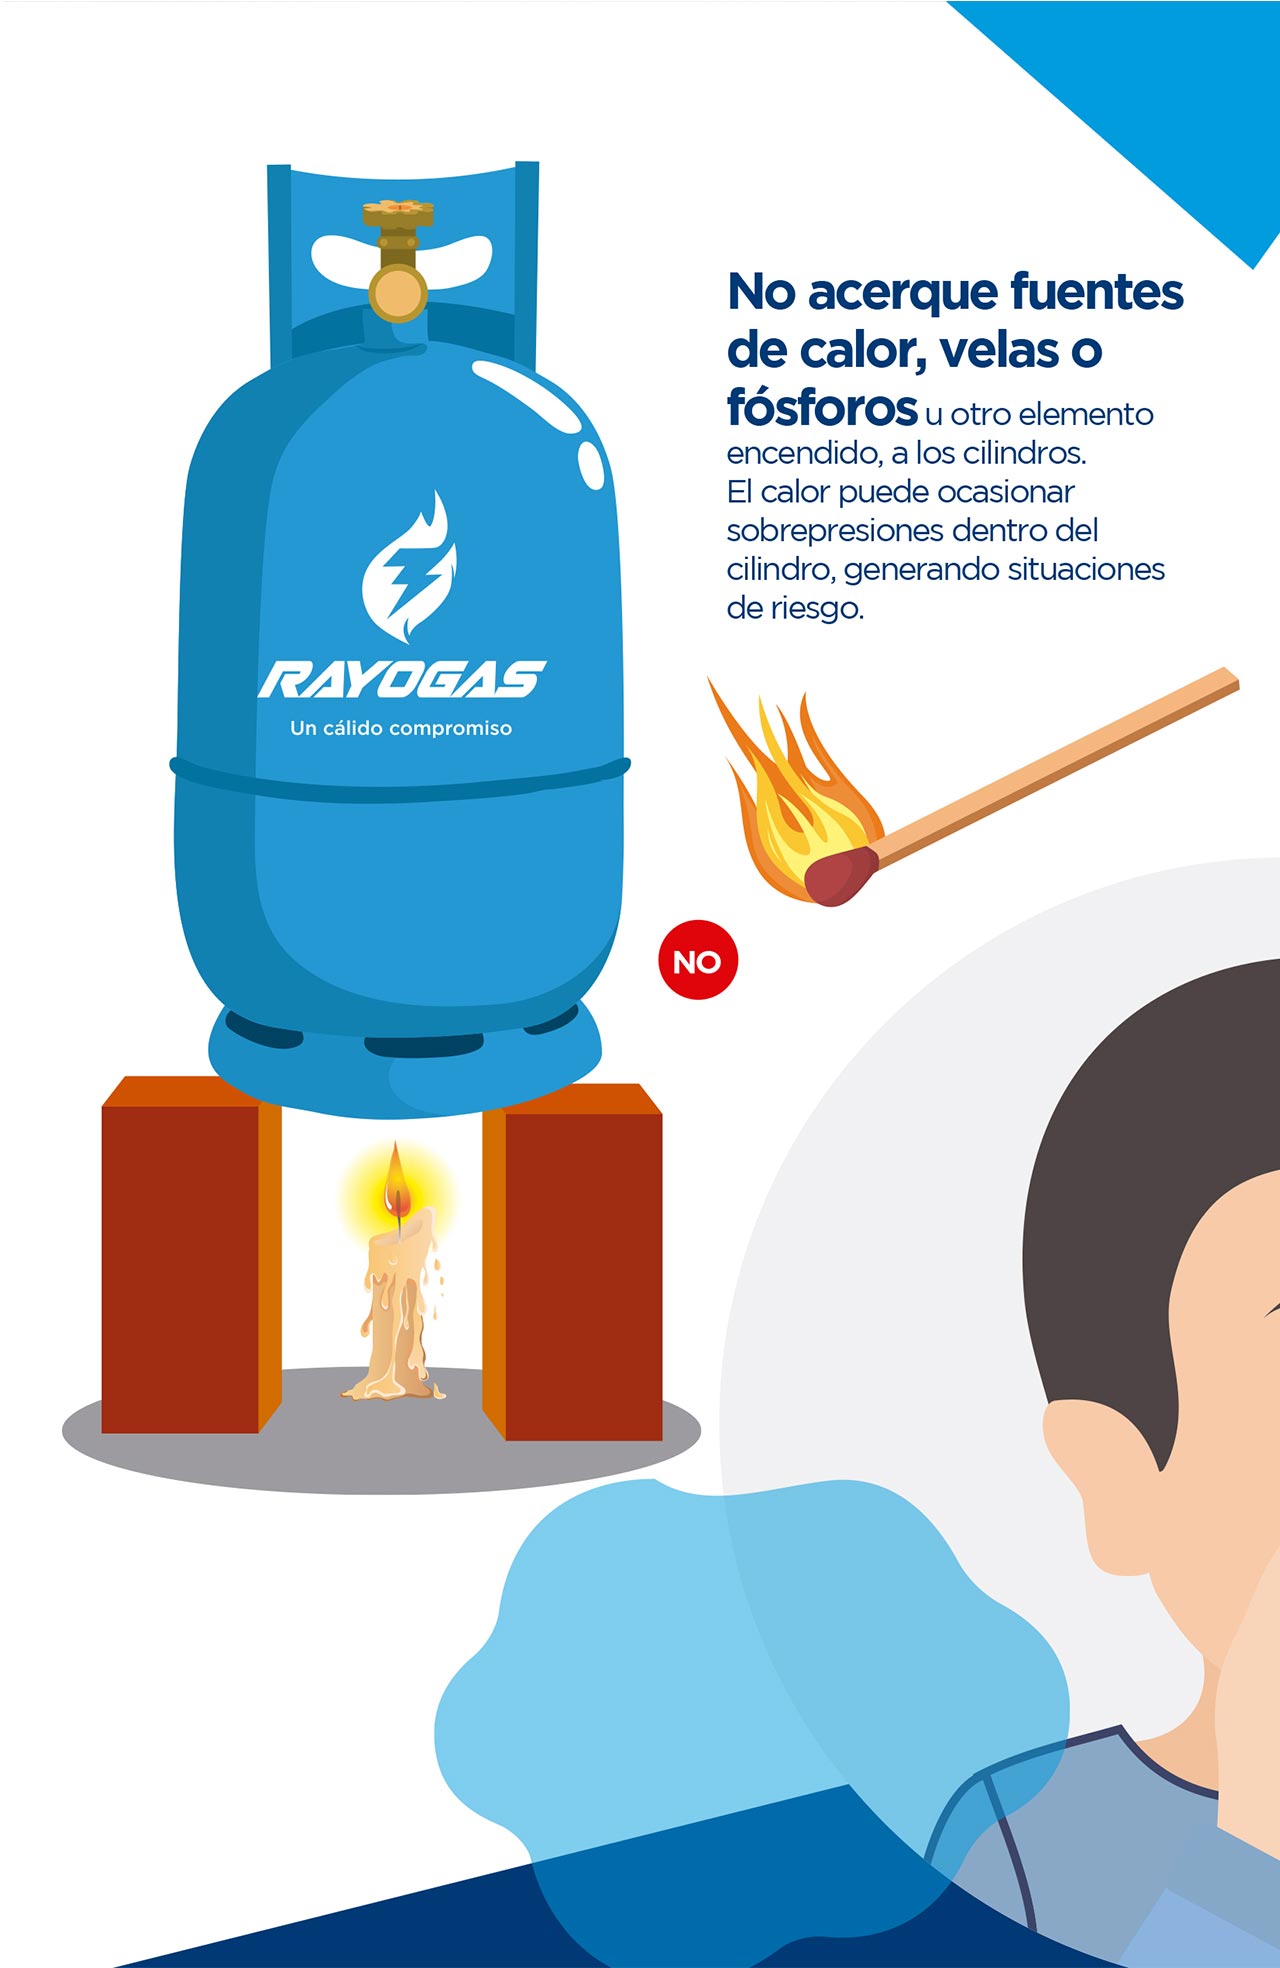 No acerque fuentes
de calor, velas o
fósforos u otro elemento
encendido, a los cilindros.
El calor puede ocasionar
sobrepresiones dentro del
cilindro, generando situaciones
de riesgo.
RAYOGAS
Un cálido compromiso
NO